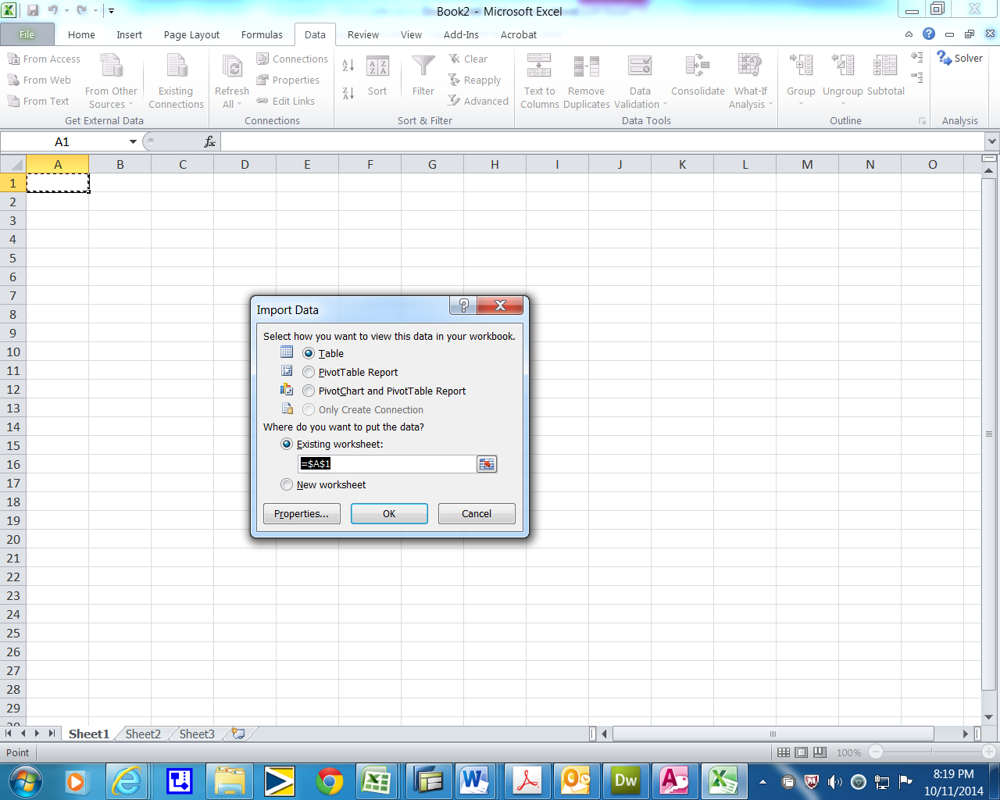 Book2 - Microsoft Excel
File Home Insert Page Layout Formulas Data Review View Add-Ins Acrobat
From Access
From Web
From Text
From Other Sources
Existing Connections
Get External Data
Refresh All
Connections
Properties
Edit Links
Connections
Sort
Filter
Clear
Reapply
Advanced
Sort & Filter
Text to Columns
Remove Duplicates
Data Validation
Consolidate
What-If Analysis
Data Tools
Group
Ungroup
Subtotal
Outline
Solver
Analysis
A1 fx
A B C D E F G H I J K L M N O
1
2
3
4
5
6
7
8
9
10
11
12
13
14
15
16
17
18
19
20
21
22
23
24
25
26
27
28
29
Import Data
Select how you want to view this data in your workbook.
Table
PivotTable Report
PivotChart and PivotTable Report
Only Create Connection
Where do you want to put the data?
Existing worksheet:
=$A$1
New worksheet
Properties... OK Cancel
Sheet1 Sheet2 Sheet3
Point 100%
Dw
8:19 PM
10/11/2014